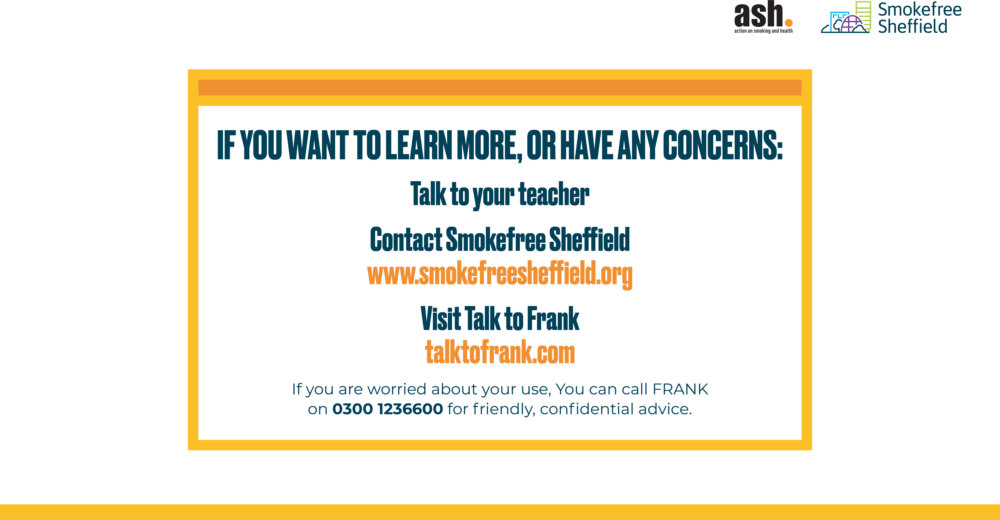 ash.
action on smoking and health
Smokefree
Sheffield
IF YOU WANT TO LEARN MORE, OR HAVE ANY CONCERNS:
Talk to your teacher
Contact Smokefree Sheffield
www.smokefreesheffield.org
Visit Talk to Frank
talktofrank.com
If you are worried about your use, You can call FRANK
on 0300 1236600 for friendly, confidential advice.